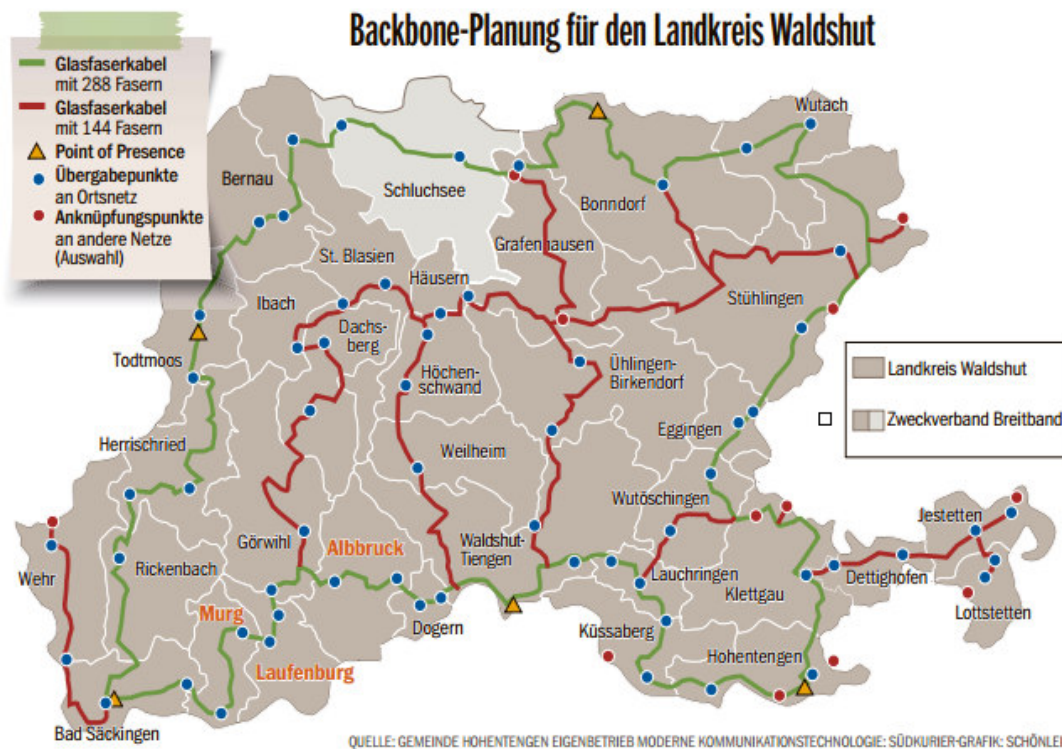 Backbone-Planung für den Landkreis Waldshut
Glasfaserkabel
mit 288 Fasern
Glasfaserkabel
mit 144 Fasern
Point of Presence
Übergabepunkte
an Ortsnetz
Anknüpfungspunkte
an andere Netze
(Auswahl)
Wutach
Bernau
Schluchsee
Bonndorf
Grafenhausen
St. Blasien
Häusern
Ibach
Stühlingen
Dachs-
berg
Todtmoos
Höchen-
schwand
Ühlingen-
Birkendorf
Landkreis Waldshut
Zweckverband Breitband
Herrischried
Eggingen
Weilheim
Wutöschingen
Jestetten
Görwihl
Albbruck
Waldshut-
Tiengen
Wehr
Rickenbach
Lauchringen
Klettgau
Dettighofen
Lottstetten
Murg
Dogern
Küssaberg
Laufenburg
Hohentengen
Bad Säckingen
QUELLE: GEMEINDE HOHENTENGEN EIGENBETRIEB MODERNE KOMMUNIKATIONSTECHNOLOGIE; SÜDKURIER-GRAFIK: SCHÖNLE